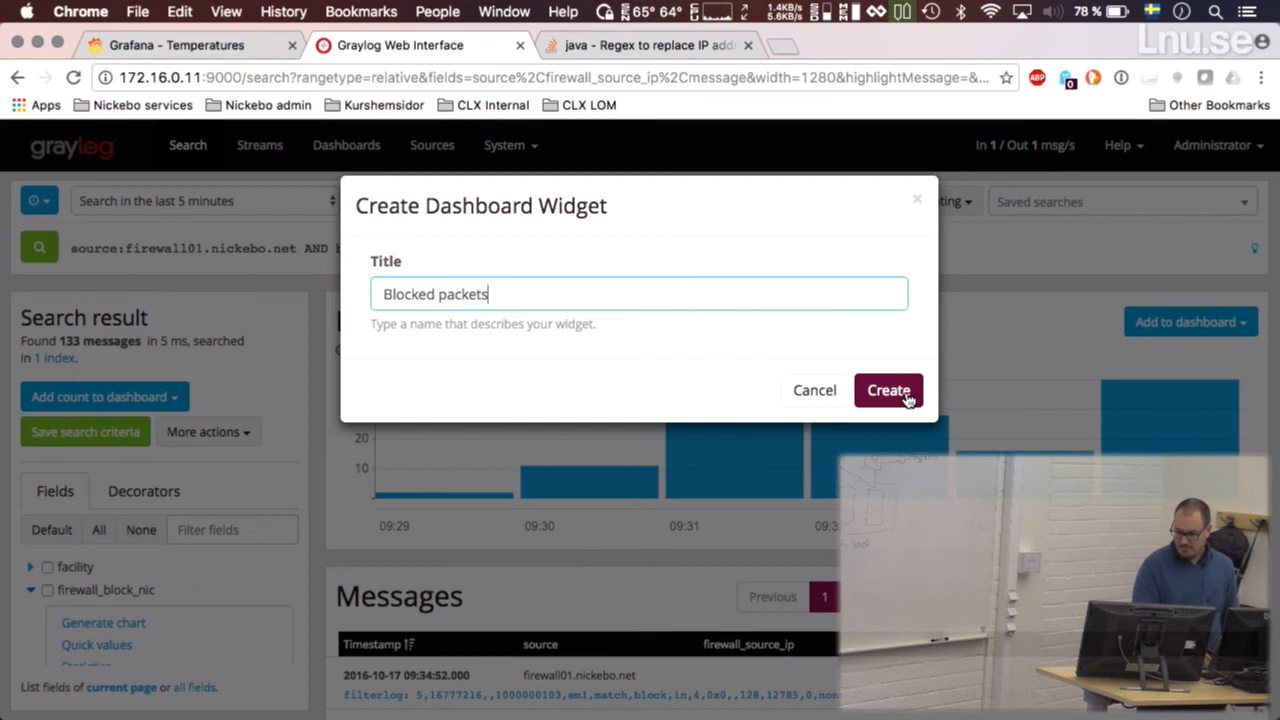 Chrome File Edit View History Bookmarks People Window Help 65° 64° 1.4KB/s 5.6KB/s 78 %
Grafana - Temperatures
Graylog Web Interface
java - Regex to replace IP add
Lnu.se
172.16.0.11:9000/search?rangetype=relative&fields=source%2Cfirewall_source_ip%2Cmessage&width=1280&highlightMessage=&...
ABP
0
Apps Nickebo services Nickebo admin Kurshemsidor CLX Internal CLX LOM Other Bookmarks
graylog Search Streams Dashboards Sources System In 1 / Out 1 msg/s Help Administrator
Search in the last 5 minutes
ting
Saved searches
source:firewall01.nickebo.net AND b
Create Dashboard Widget
×
Title
Blocked packets
Type a name that describes your widget.
Cancel
Create
Search result
Found 133 messages in 5 ms, searched
in 1 index.
Add count to dashboard
Save search criteria
More actions
Fields
Decorators
Default
All
None
Filter fields
facility
firewall_block_nic
Generate chart
Quick values
Statistics
List fields of current page or all fields.
Add to dashboard
20
10
09:29
09:30
09:31
Messages
Previous
1
Timestamp
source
firewall_source_ip
2016-10-17 09:34:52.000
firewall01.nickebo.net
filterlog: 5,16777216,,1000000103,em1,match,block,in,4,0x0,,128,12785,0,none